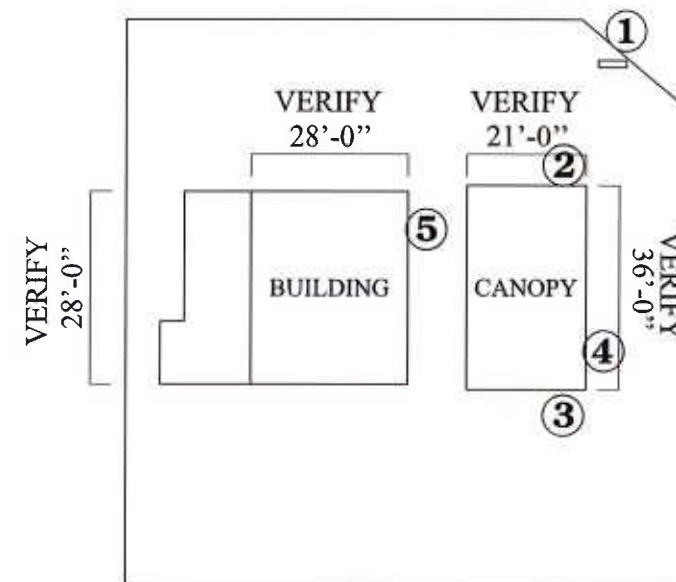 1
VERIFY
28’-0”
VERIFY
21’-0”
2
5
VERIFY
28’-0”
BUILDING
CANOPY
VERIFY
36’-0”
4
3